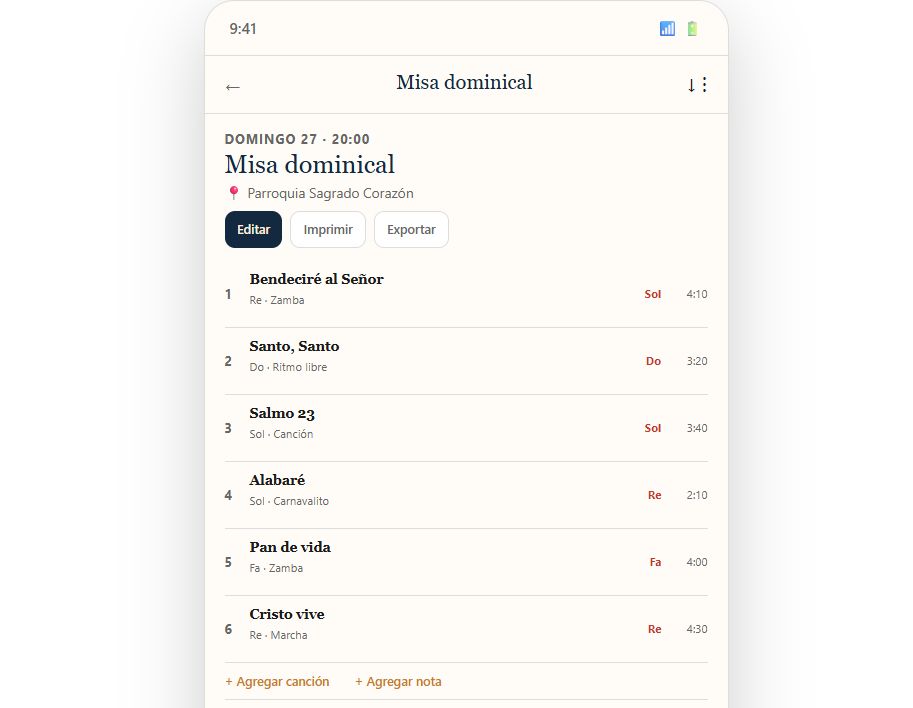 9:41
← Misa dominical ↓⋮
DOMINGO 27 · 20:00
Misa dominical
Parroquia Sagrado Corazón
Editar Imprimir Exportar
1 Bendeciré al Señor Sol 4:10
Re · Zamba
2 Santo, Santo Do 3:20
Do · Ritmo libre
3 Salmo 23 Sol 3:40
Sol · Canción
4 Alabaré Re 2:10
Sol · Carnavalito
5 Pan de vida Fa 4:00
Fa · Zamba
6 Cristo vive Re 4:30
Re · Marcha
+ Agregar canción + Agregar nota